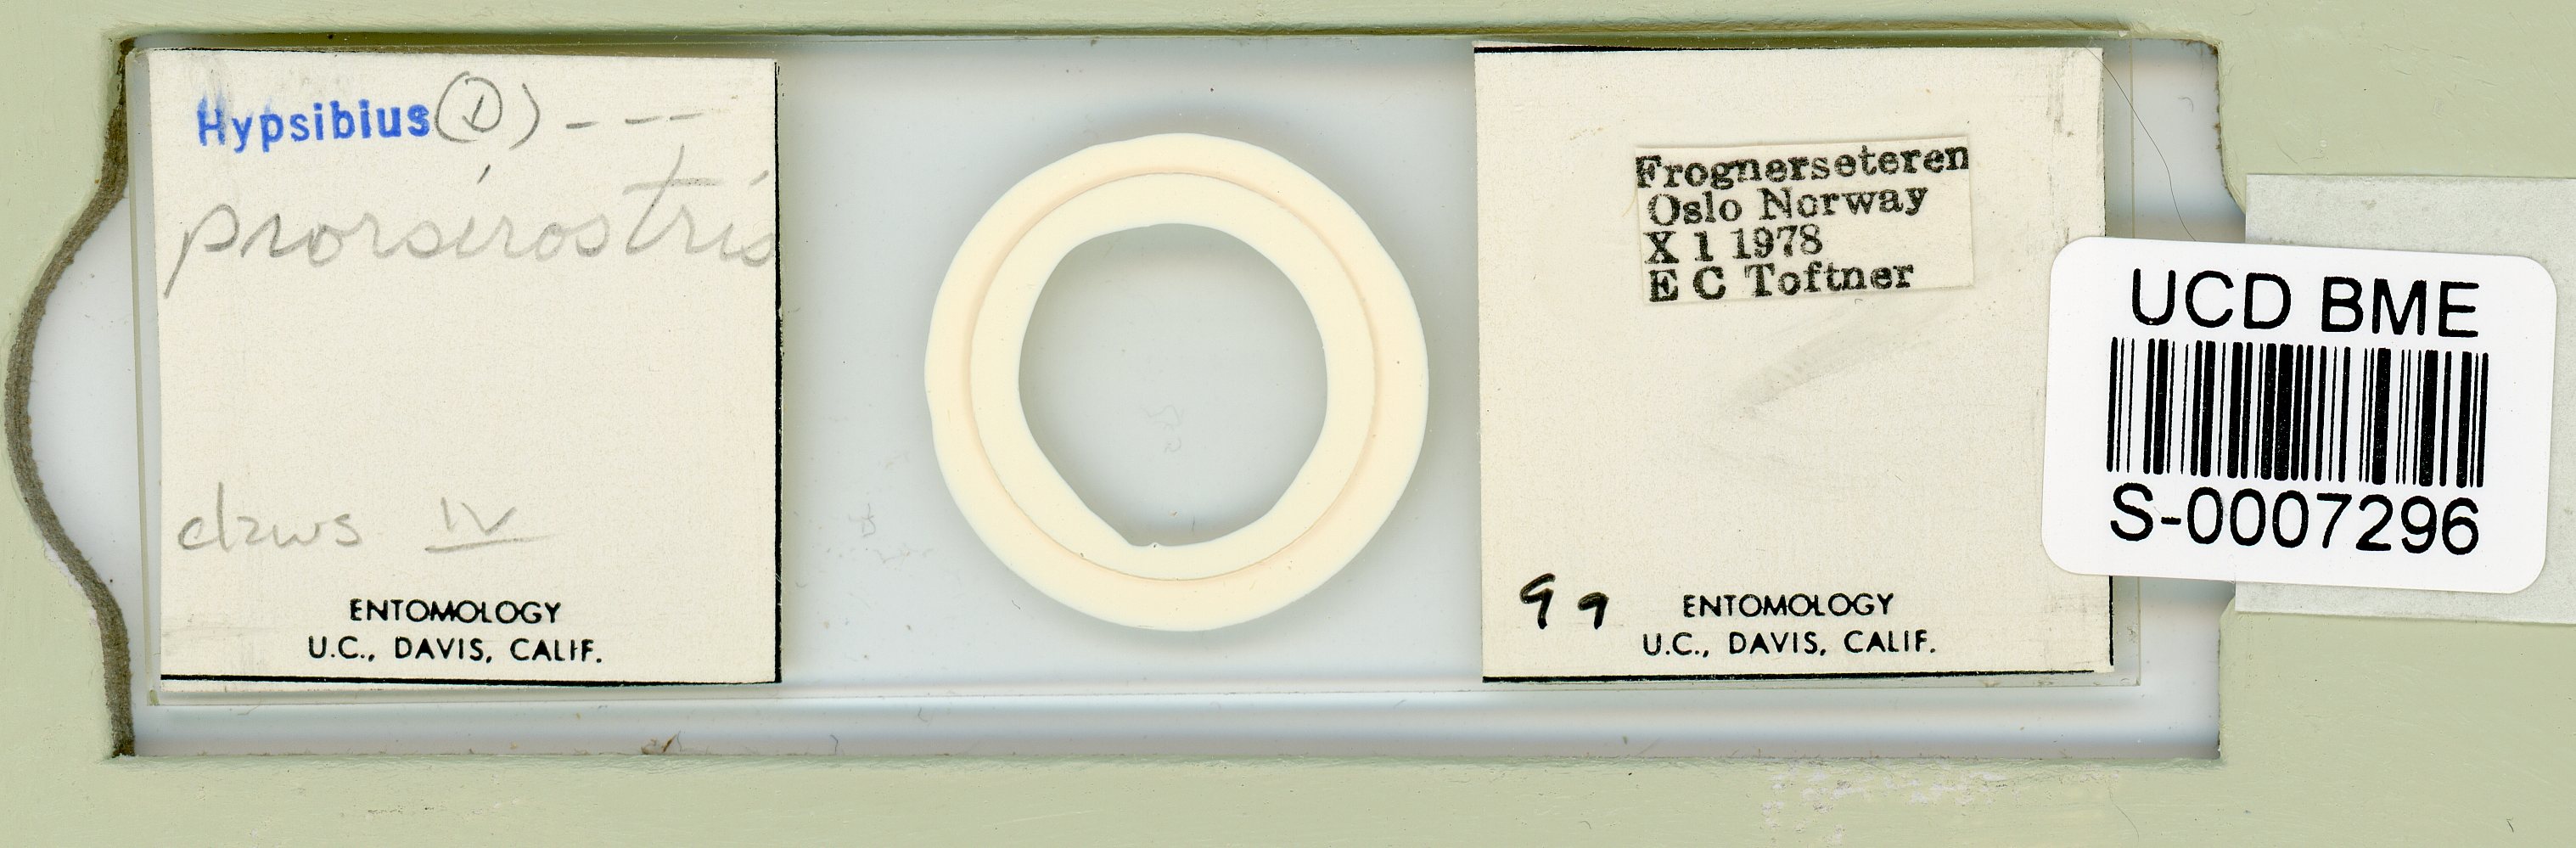 Hypsibius (D) - - -
prorsirostris
claws IV
ENTOMOLOGY
U.C., DAVIS, CALIF.
Frognerseteren
Oslo Norway
X 1 1978
E C Toftner
99
ENTOMOLOGY
U.C., DAVIS, CALIF.
UCD BME
S-0007296